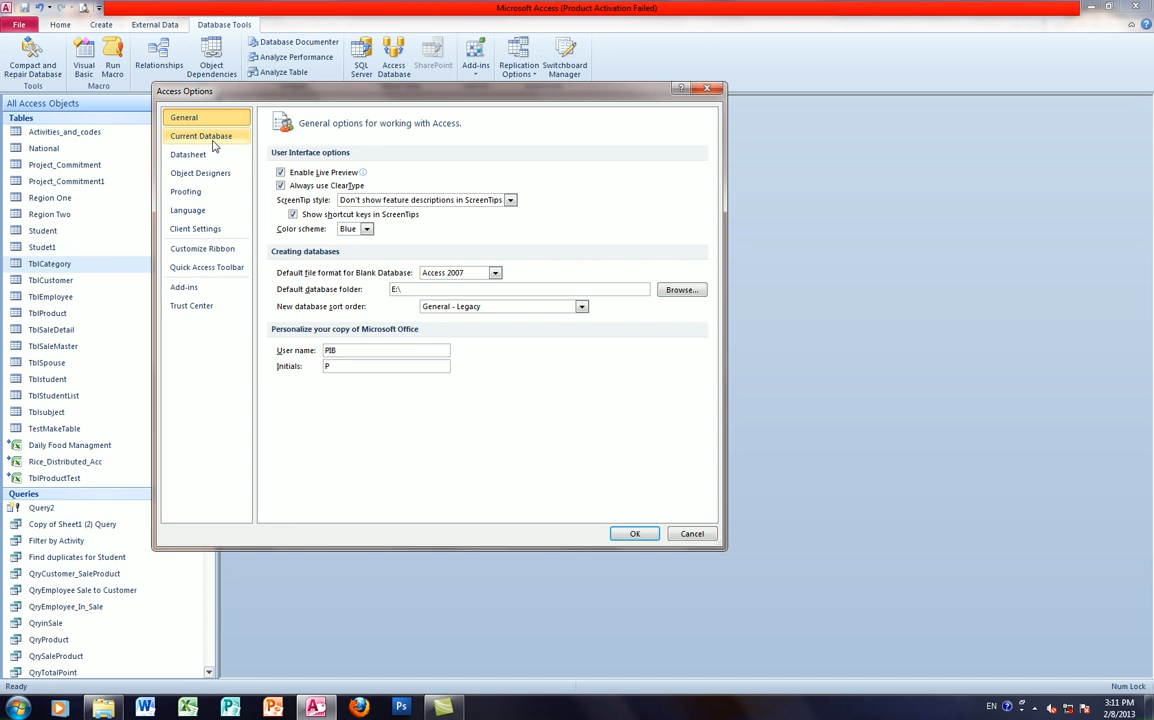 Microsoft Access (Product Activation Failed)
File Home Create External Data Database Tools
Compact and Repair Database
Visual Basic
Run Macro
Relationships
Object Dependencies
Database Documenter
Analyze Performance
Analyze Table
SQL Server
Access Database
SharePoint
Add-ins
Replication Options
Switchboard Manager
Tools
Macro
All Access Objects
Tables
Activities_and_codes
National
Project_Commitment
Project_Commitment1
Region One
Region Two
Student
Studet1
TblCategory
TblCustomer
TblEmployee
TblProduct
TblSaleDetail
TblSaleMaster
TblSpouse
Tblstudent
TblStudentList
Tblsubject
TestMakeTable
Daily Food Managment
Rice_Distributed_Acc
TblProductTest
Queries
Query2
Copy of Sheet1 (2) Query
Filter by Activity
Find duplicates for Student
QryCustomer_SaleProduct
QryEmployee Sale to Customer
QryEmployee_In_Sale
QryinSale
QryProduct
QrySaleProduct
QryTotalPoint
Access Options
General
Current Database
Datasheet
Object Designers
Proofing
Language
Client Settings
Customize Ribbon
Quick Access Toolbar
Add-ins
Trust Center
General options for working with Access.
User Interface options
Enable Live Preview
Always use ClearType
ScreenTip style: Don't show feature descriptions in ScreenTips
Show shortcut keys in ScreenTips
Color scheme: Blue
Creating databases
Default file format for Blank Database: Access 2007
Default database folder: E:\ Browse...
New database sort order: General - Legacy
Personalize your copy of Microsoft Office
User name: PIB
Initials: P
OK Cancel
Ready Num Lock
EN 3:11 PM
2/8/2013